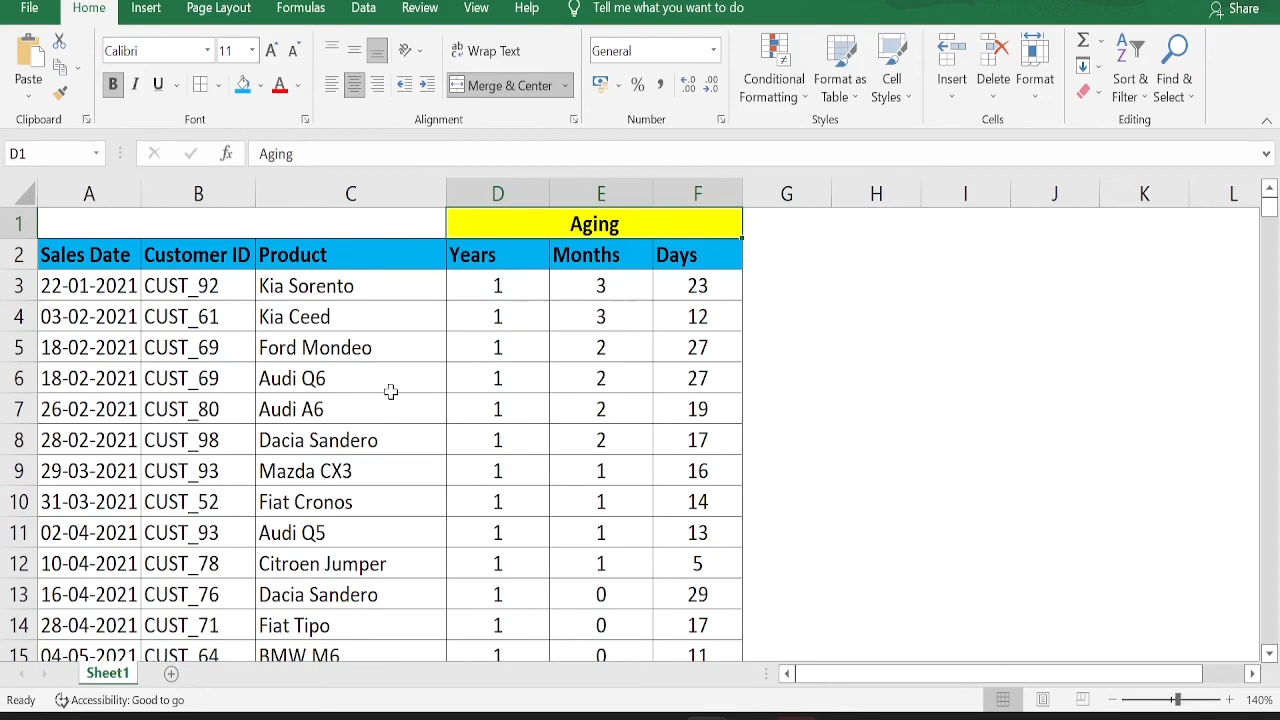 File Home Insert Page Layout Formulas Data Review View Help Tell me what you want to do Share
Calibri 11 Wrap Text General
Paste B I U Merge & Center % Conditional Formatting Format as Table Cell Styles Insert Delete Format Sort & Filter Find & Select
Clipboard Font Alignment Number Styles Cells Editing
D1 fx Aging
A B C D E F G H I J K L
1 Aging
2 Sales Date Customer ID Product Years Months Days
3 22-01-2021 CUST_92 Kia Sorento 1 3 23
4 03-02-2021 CUST_61 Kia Ceed 1 3 12
5 18-02-2021 CUST_69 Ford Mondeo 1 2 27
6 18-02-2021 CUST_69 Audi Q6 1 2 27
7 26-02-2021 CUST_80 Audi A6 1 2 19
8 28-02-2021 CUST_98 Dacia Sandero 1 2 17
9 29-03-2021 CUST_93 Mazda CX3 1 1 16
10 31-03-2021 CUST_52 Fiat Cronos 1 1 14
11 02-04-2021 CUST_93 Audi Q5 1 1 13
12 10-04-2021 CUST_78 Citroen Jumper 1 1 5
13 16-04-2021 CUST_76 Dacia Sandero 1 0 29
14 28-04-2021 CUST_71 Fiat Tipo 1 0 17
15 04-05-2021 CUST_64 BMW M6 1 0 11
Sheet1
Ready Accessibility: Good to go 140%